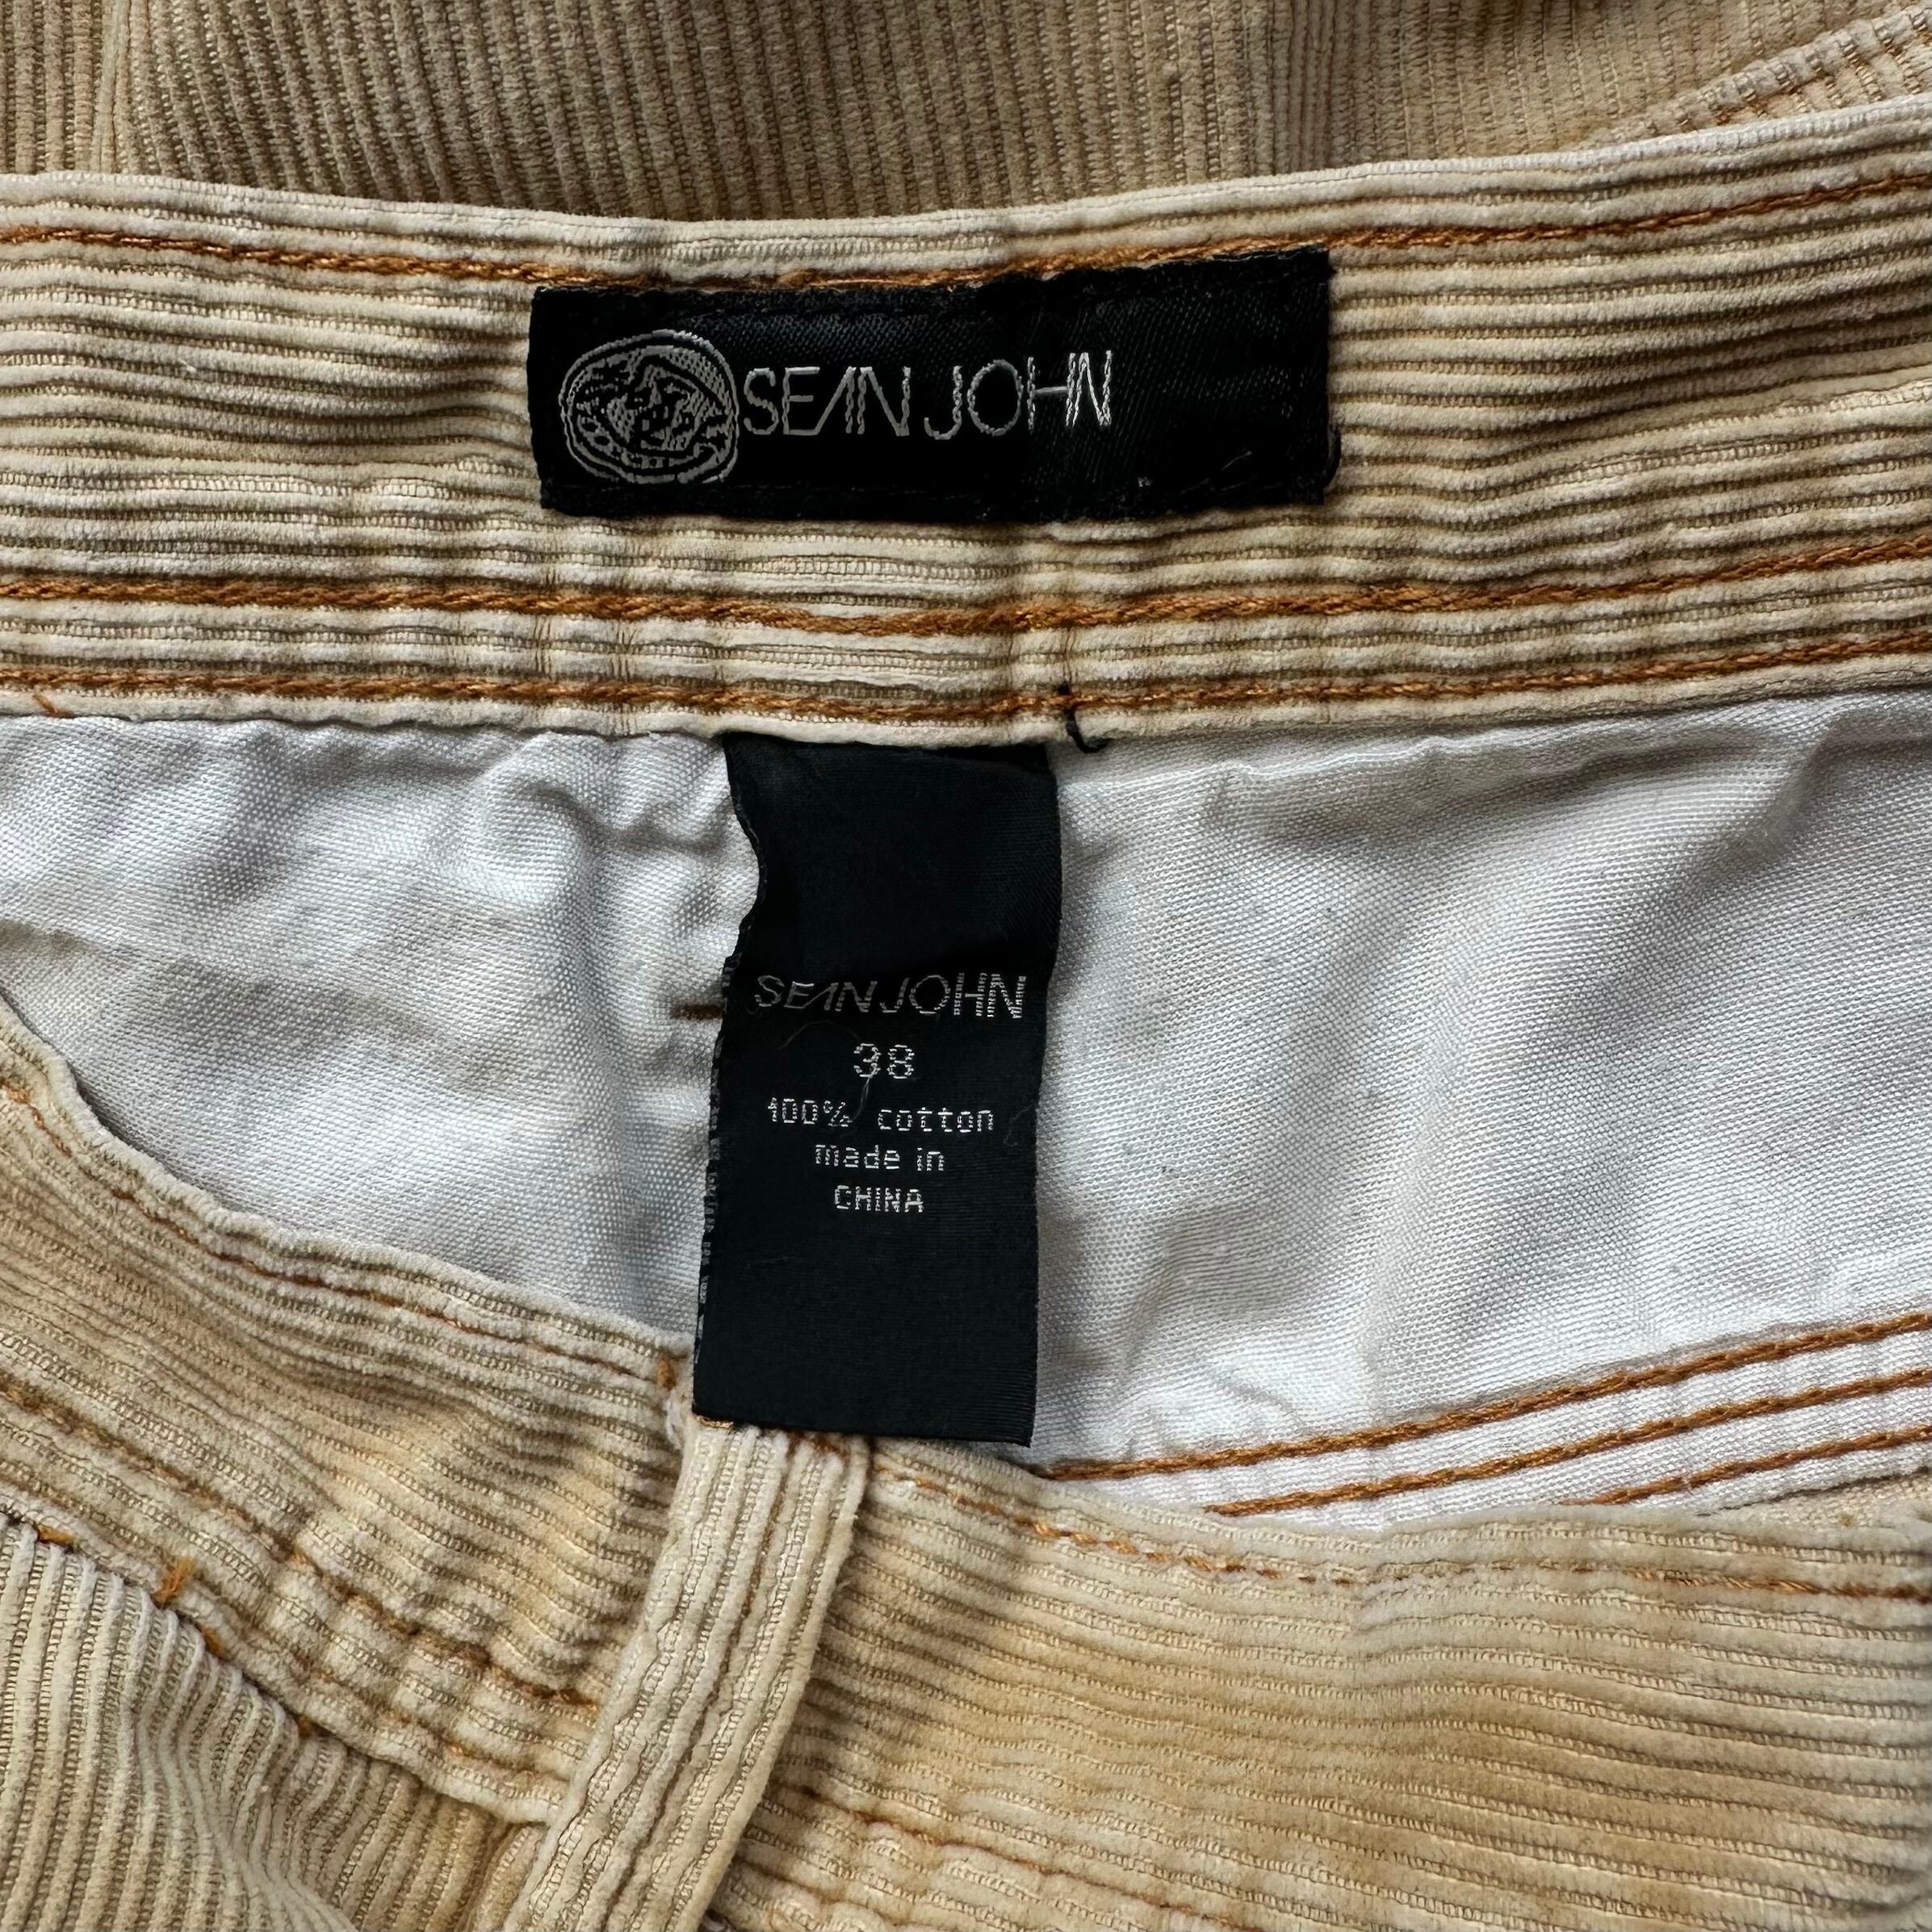 SEAN JOHN
SEAN JOHN
38
100% cotton
made in
CHINA